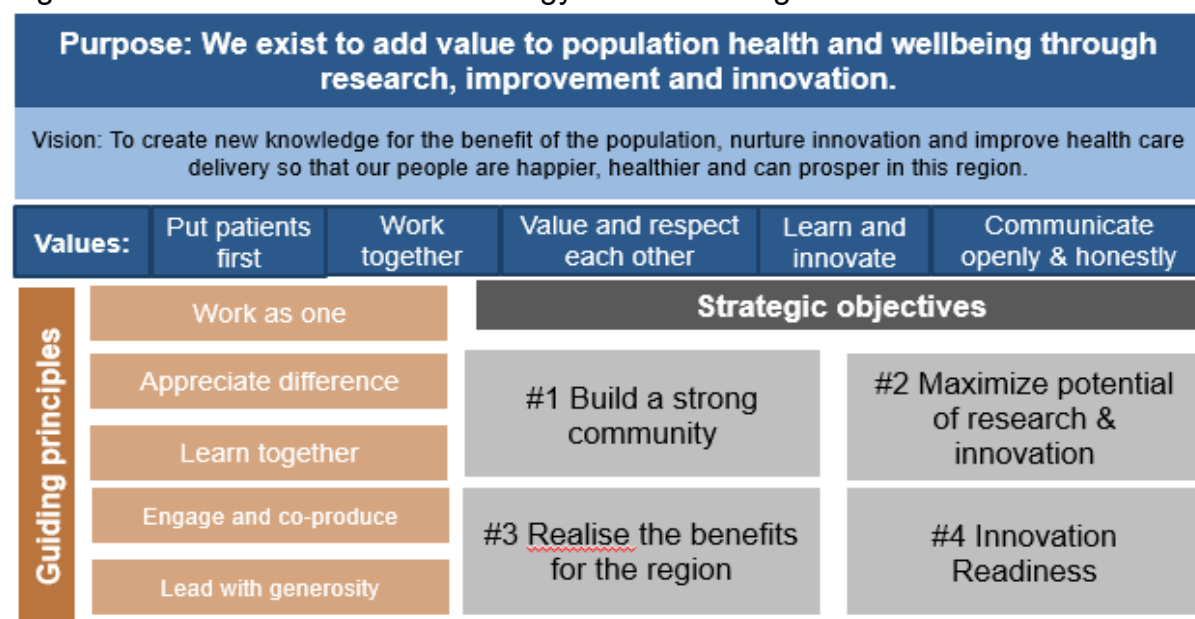 Purpose: We exist to add value to population health and wellbeing through
research, improvement and innovation.
Vision: To create new knowledge for the benefit of the population, nurture innovation and improve health care
delivery so that our people are happier, healthier and can prosper in this region.
Values:
Put patients
first
Work
together
Value and respect
each other
Learn and
innovate
Communicate
openly & honestly
Guiding principles
Work as one
Appreciate difference
Learn together
Engage and co-produce
Lead with generosity
Strategic objectives
#1 Build a strong
community
#2 Maximize potential
of research &
innovation
#3 Realise the benefits
for the region
#4 Innovation
Readiness